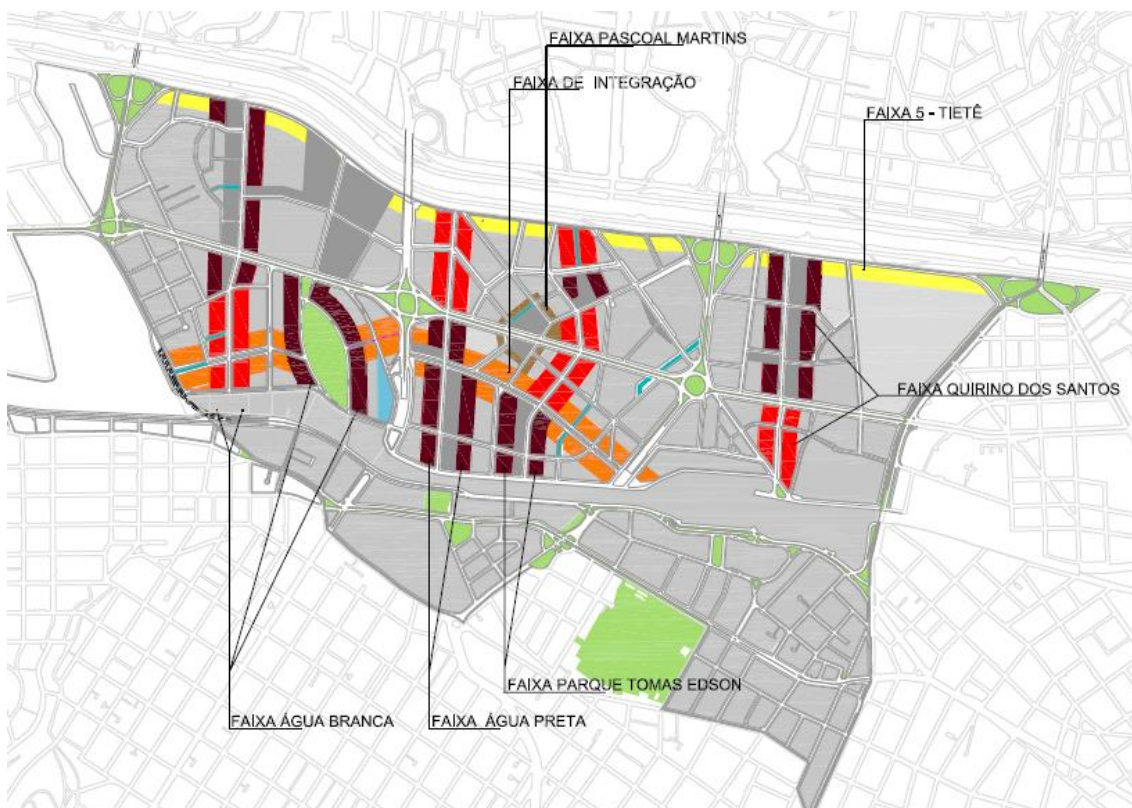 FAIXA PASCOAL MARTINS
FAIXA DE INTEGRAÇÃO
FAIXA 5 - TIETÊ
FAIXA QUIRINO DOS SANTOS
FAIXA PARQUE TOMAS EDSON
FAIXA ÁGUA BRANCA
FAIXA ÁGUA PRETA